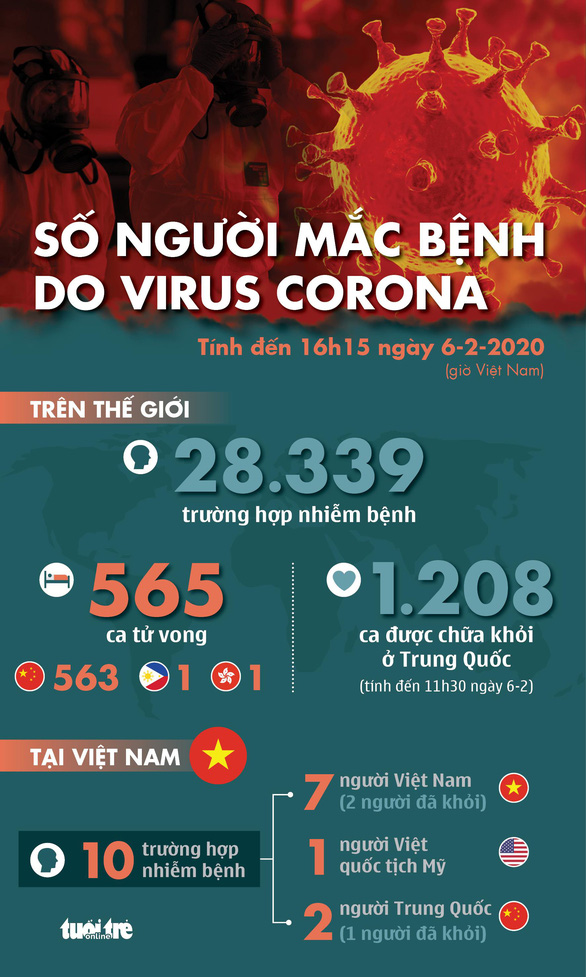 SỐ NGƯỜI MẮC BỆNH
DO VIRUS CORONA
Tính đến 16h15 ngày 6-2-2020
(giờ Việt Nam)
TRÊN THẾ GIỚI
28.339
trường hợp nhiễm bệnh
565
ca tử vong
563 1 1
1.208
ca được chữa khỏi
ở Trung Quốc
(tính đến 11h30 ngày 6-2)
TẠI VIỆT NAM
10 trường hợp
nhiễm bệnh
7 người Việt Nam
(2 người đã khỏi)
1 người Việt
quốc tịch Mỹ
2 người Trung Quốc
(1 người đã khỏi)
tuổi trẻ
online